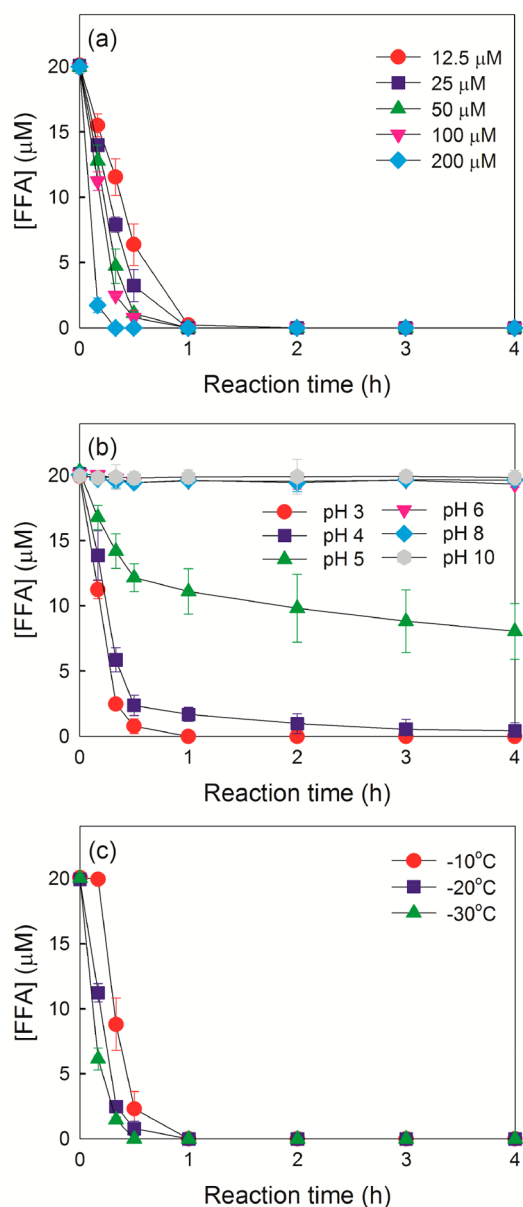 (a)
12.5 μM
25 μM
50 μM
100 μM
200 μM
20
15
10
5
0
[FFA] (μM)
0 1 2 3 4
Reaction time (h)
(b)
20
15
10
5
0
[FFA] (μM)
pH 3 pH 6
pH 4 pH 8
pH 5 pH 10
0 1 2 3 4
Reaction time (h)
(c)
-10°C
-20°C
-30°C
20
15
10
5
0
[FFA] (μM)
0 1 2 3 4
Reaction time (h)